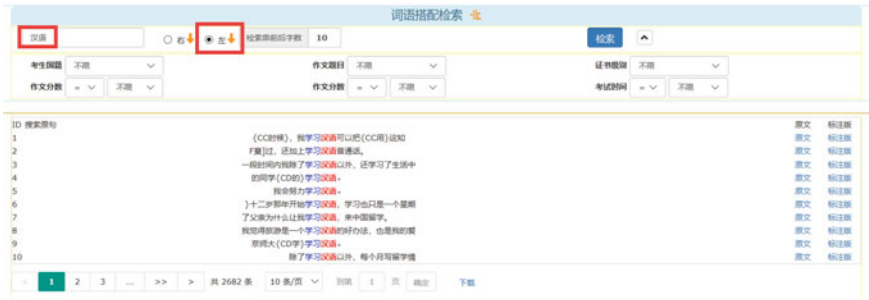 词语搭配检索
汉语 右 左 检索串前后字数 10 检索
考生国籍 不限 作文题目 不限 证书级别 不限
作文分数 = 不限 作文分数 = 不限 考试时间 = 不限
ID 搜索原句 原文 标注版
1 {CC时候}，我学习汉语可以把{CC用}这知 原文 标注版
2 F夏]过，还加上学习汉语普通话。 原文 标注版
3 一段时间内我除了学习汉语以外，还学习了生活中 原文 标注版
4 的同学{CD的}学习汉语。 原文 标注版
5 我会努力学习汉语。 原文 标注版
6 }十二岁那年开始学习汉语，学习也只是一个星期 原文 标注版
7 了父亲为什么让我学习汉语，来中国留学。 原文 标注版
8 我觉得旅游是一个学习汉语的好办法，也是我的爱 原文 标注版
9 京师大{CD学}学习汉语。 原文 标注版
10 除了学习汉语以外，每个月写留学情 原文 标注版
< 1 2 3 ... >> > 共 2682 条 10 条/页 到第 1 页 确定 下载